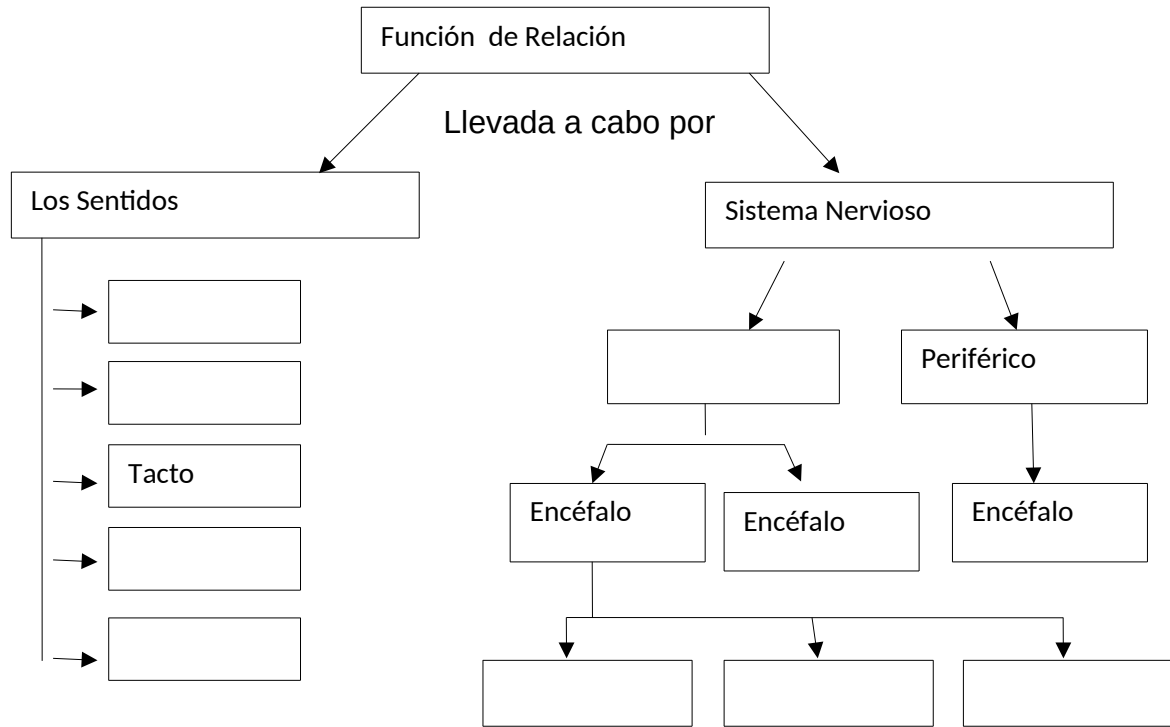 Función de Relación
Llevada a cabo por
Los Sentidos
Sistema Nervioso
Periférico
Tacto
Encéfalo
Encéfalo
Encéfalo